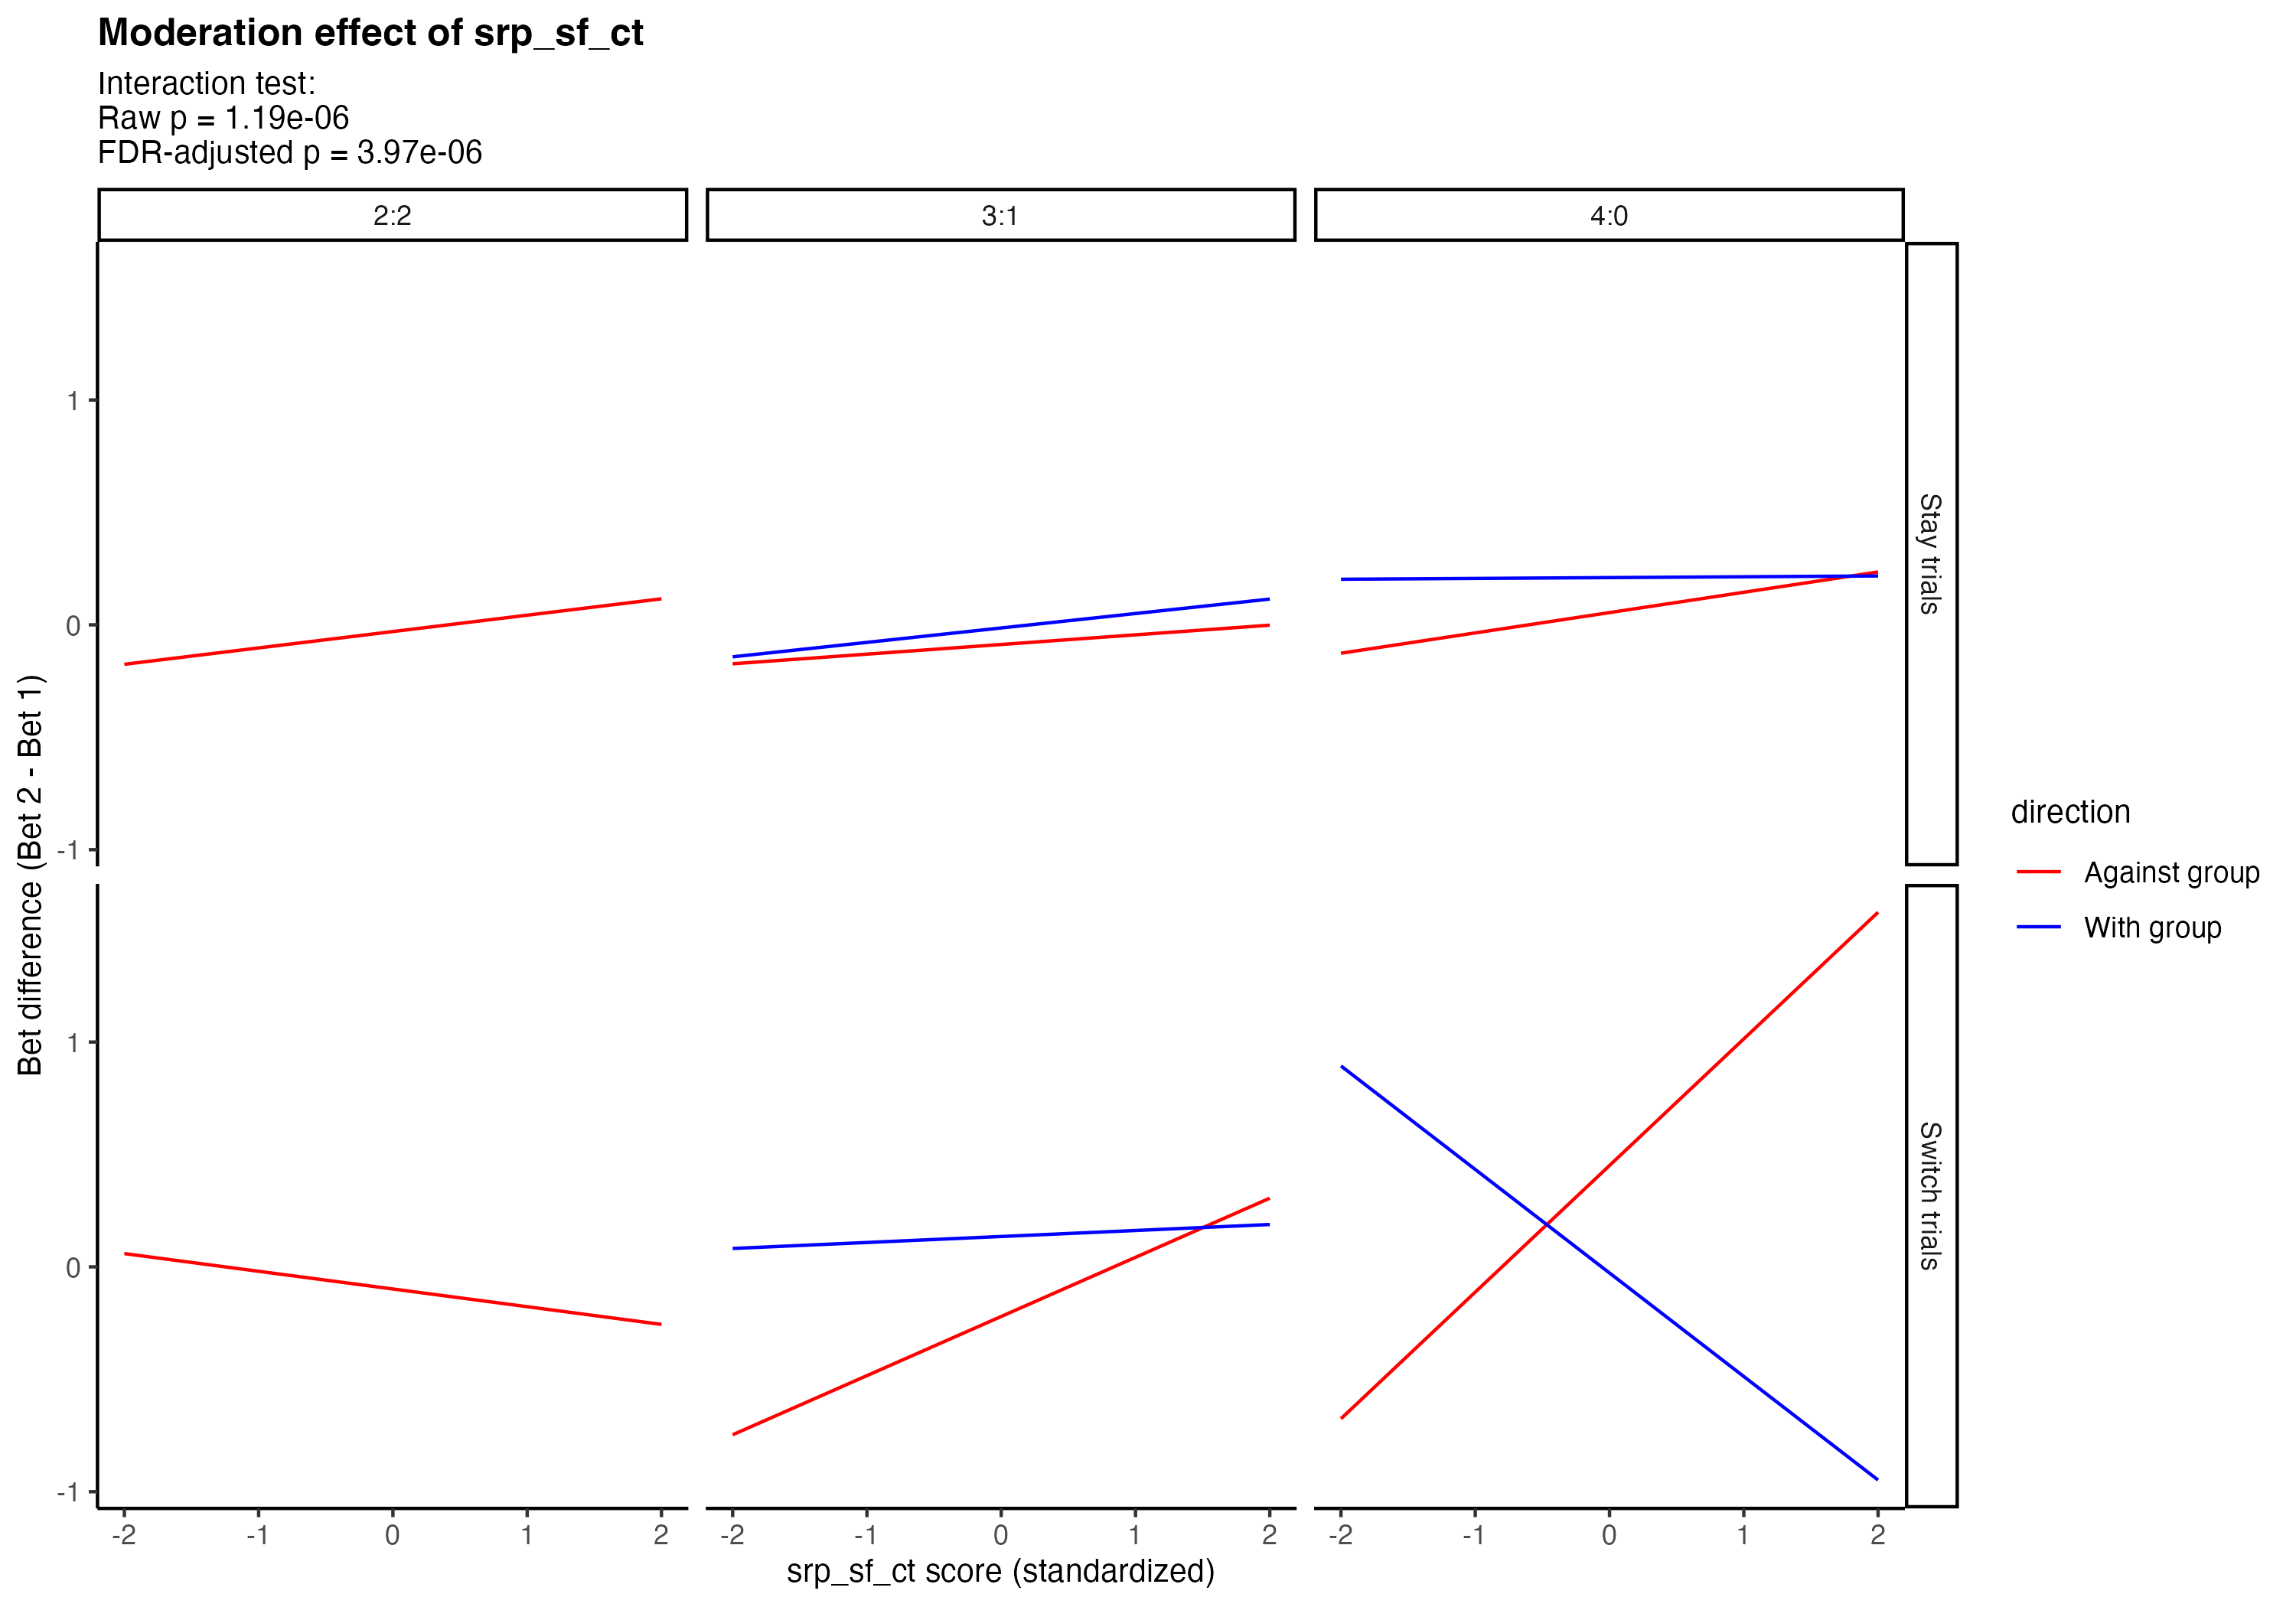 Moderation effect of srp_sf_ct
Interaction test:
Raw p = 1.19e-06
FDR-adjusted p = 3.97e-06
2:2
3:1
4:0
Stay trials
Switch trials
1
0
-1
1
0
-1
Bet difference (Bet 2 - Bet 1)
-2
-1
0
1
2
-2
-1
0
1
2
-2
-1
0
1
2
srp_sf_ct score (standardized)
direction
Against group
With group